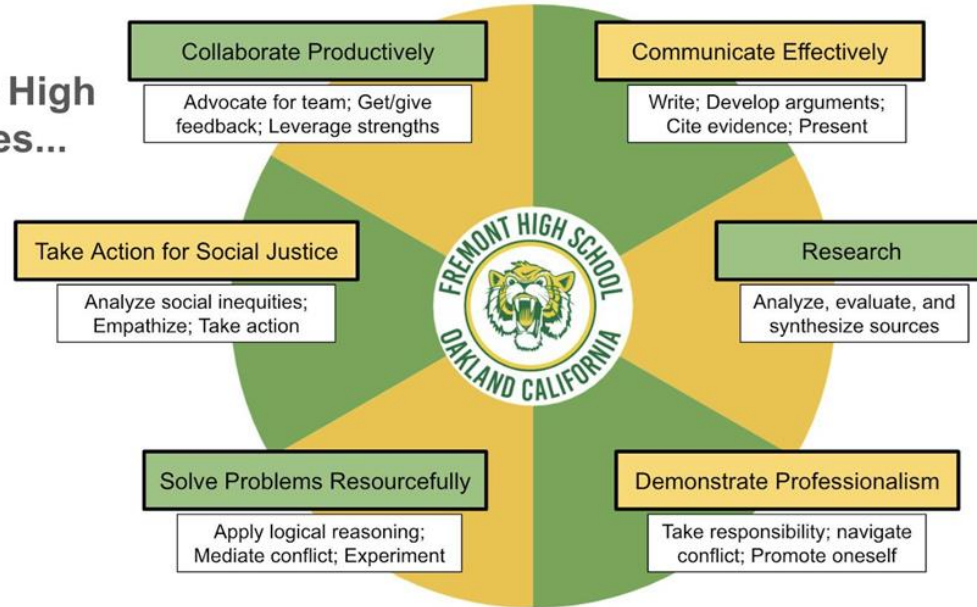 High
es...
Collaborate Productively
Advocate for team; Get/give
feedback; Leverage strengths
Communicate Effectively
Write; Develop arguments;
Cite evidence; Present
Take Action for Social Justice
Analyze social inequities;
Empathize; Take action
FREMONT HIGH SCHOOL
OAKLAND CALIFORNIA
Research
Analyze, evaluate, and
synthesize sources
Solve Problems Resourcefully
Apply logical reasoning;
Mediate conflict; Experiment
Demonstrate Professionalism
Take responsibility; navigate
conflict; Promote oneself